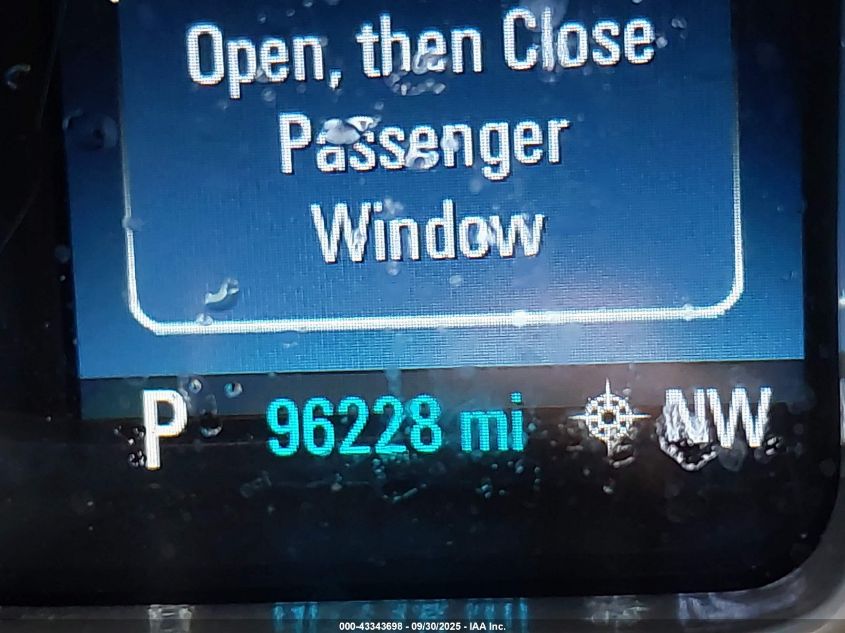 Open, then Close
Passenger
Window
P 96228 mi NW
000-43343698 - 09/30/2025 - IAA Inc.